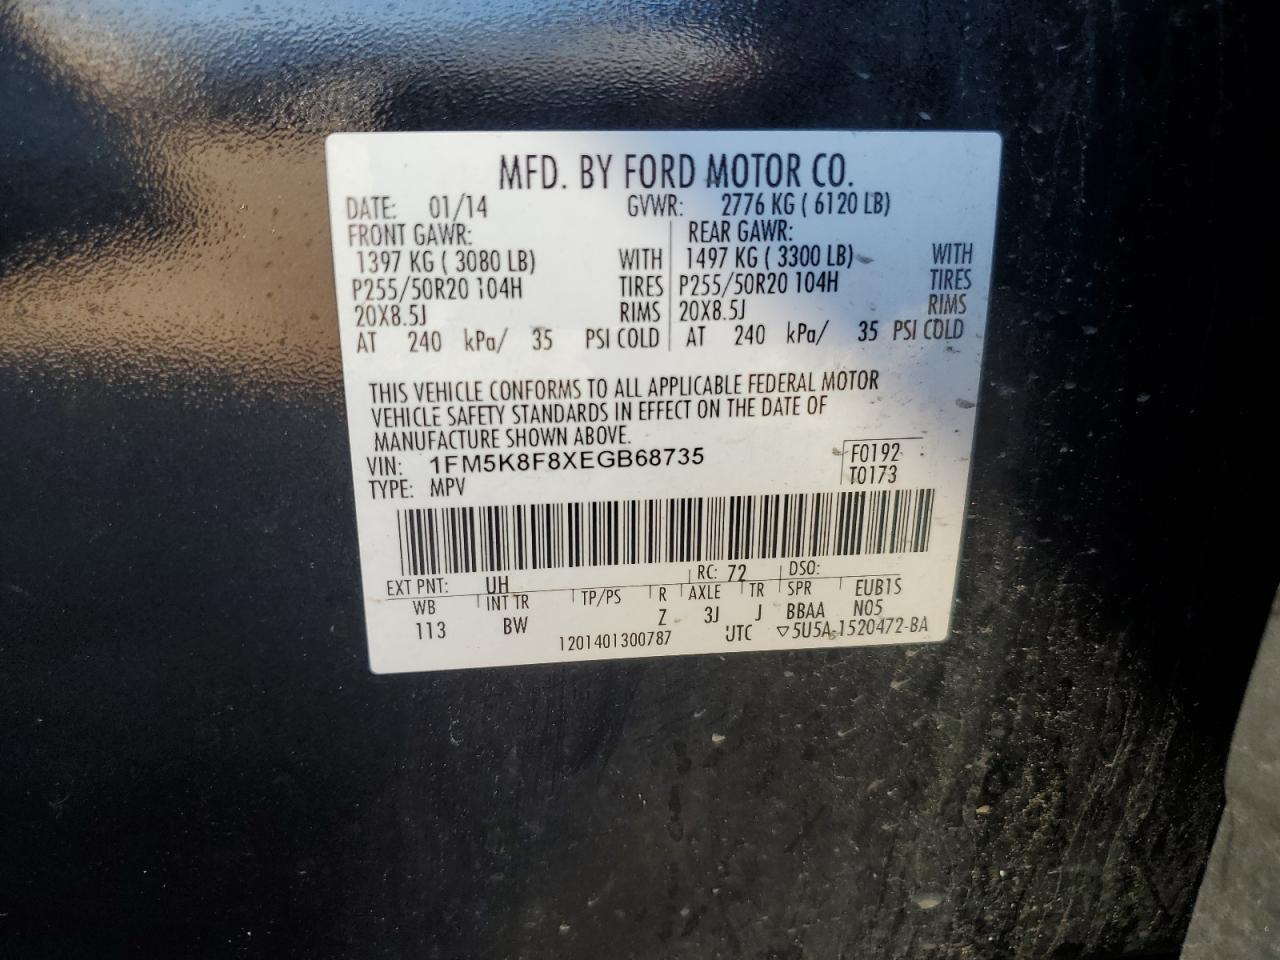 MFD. BY FORD MOTOR CO.
DATE: 01/14 GVWR: 2776 KG ( 6120 LB)
FRONT GAWR: REAR GAWR:
1397 KG ( 3080 LB) WITH 1497 KG ( 3300 LB) WITH
P255/50R20 104H TIRES P255/50R20 104H TIRES
20X8.5J RIMS 20X8.5J RIMS
AT 240 kPa/ 35 PSI COLD AT 240 kPa/ 35 PSI COLD
THIS VEHICLE CONFORMS TO ALL APPLICABLE FEDERAL MOTOR
VEHICLE SAFETY STANDARDS IN EFFECT ON THE DATE OF
MANUFACTURE SHOWN ABOVE.
VIN: 1FM5K8F8XEGB68735 F0192
TYPE: MPV T0173
EXT PNT: UH RC: 72 DSO:
WB INT TR TP/PS R AXLE TR SPR EUB1S
113 BW Z 3J J BBAA N05
1201401300787 UTC ▽5U5A-1520472-BA